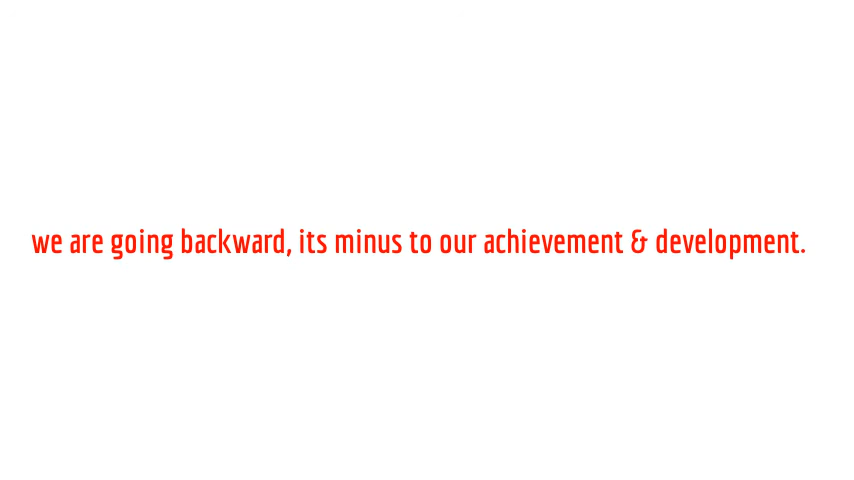 we are going backward, its minus to our achievement & development.